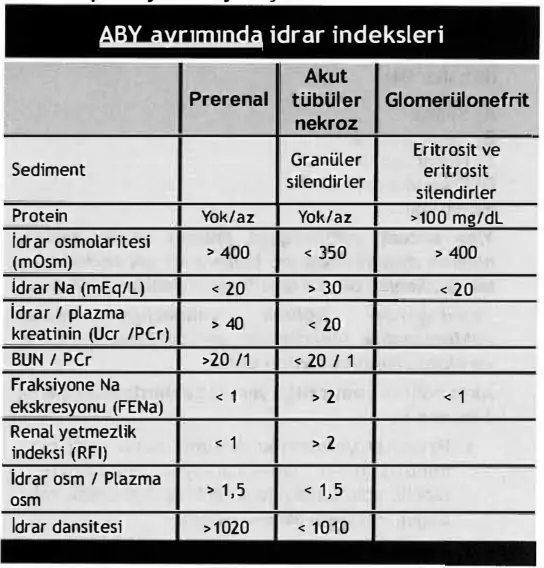 ABY ayrımında idrar indeksleri
Prerenal Akut tübüler nekroz Glomerülonefrit
Sediment Granüler silendirler Eritrosit ve eritrosit silendirler
Protein Yok/az Yok/az >100 mg/dL
İdrar osmolaritesi (mOsm) > 400 < 350 > 400
İdrar Na (mEq/L) < 20 > 30 < 20
İdrar / plazma kreatinin (Ucr /PCr) > 40 < 20
BUN / PCr >20 /1 < 20 / 1
Fraksiyone Na ekskresyonu (FENa) < 1 >2 < 1
Renal yetmezlik indeksi (RFI) < 1 >2
İdrar osm / Plazma osm 1,5 1,5
İdrar dansitesi >1020 < 1010